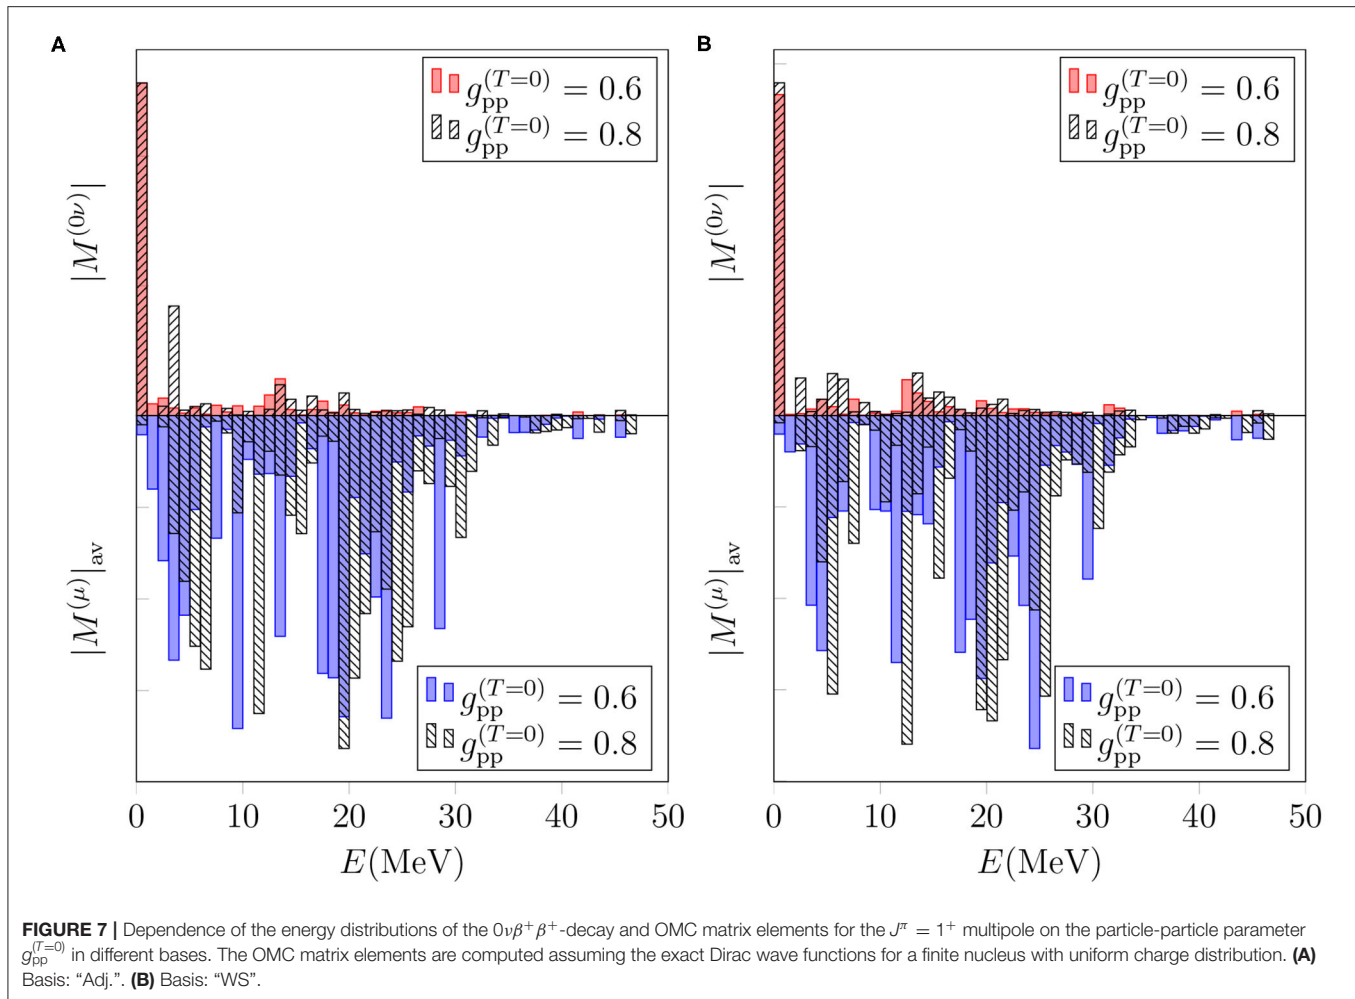 A
g_pp^(T=0) = 0.6
g_pp^(T=0) = 0.8
|M^(0ν)|
|M^(μ)|_av
g_pp^(T=0) = 0.6
g_pp^(T=0) = 0.8
0 10 20 30 40 50
E(MeV)
B
g_pp^(T=0) = 0.6
g_pp^(T=0) = 0.8
|M^(0ν)|
|M^(μ)|_av
g_pp^(T=0) = 0.6
g_pp^(T=0) = 0.8
0 10 20 30 40 50
E(MeV)
FIGURE 7 | Dependence of the energy distributions of the 0νβ⁺β⁺-decay and OMC matrix elements for the J^π = 1⁺ multipole on the particle-particle parameter
g_pp^(T=0) in different bases. The OMC matrix elements are computed assuming the exact Dirac wave functions for a finite nucleus with uniform charge distribution. (A)
Basis: “Adj.”. (B) Basis: “WS”.